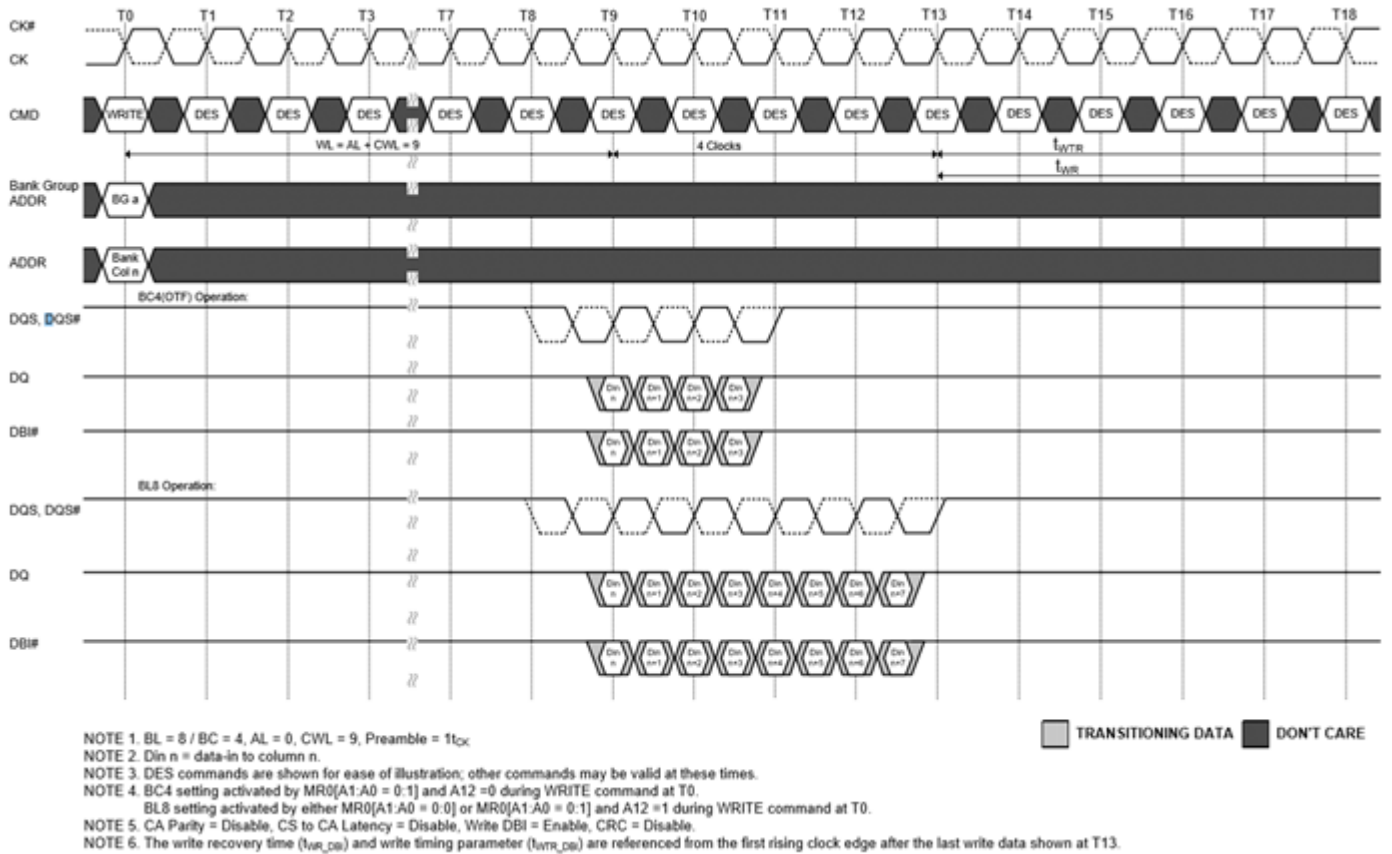 T0 T1 T2 T3 T7 T8 T9 T10 T11 T12 T13 T14 T15 T16 T17 T18
CK#
CK
CMD WRITE DES DES DES DES DES DES DES DES DES DES DES DES DES DES DES
WL = AL + CWL = 9 4 Clocks tWTR
tWR
Bank Group
ADDR BG a
ADDR Bank
Col n
BC4(OTF) Operation:
DQS, DQS#
DQ Din n Din n+1 Din n+2 Din n+3
DBI# Din n Din n+1 Din n+2 Din n+3
BL8 Operation:
DQS, DQS#
DQ Din n Din n+1 Din n+2 Din n+3 Din n+4 Din n+5 Din n+6 Din n+7
DBI# Din n Din n+1 Din n+2 Din n+3 Din n+4 Din n+5 Din n+6 Din n+7
TRANSITIONING DATA DON'T CARE
NOTE 1. BL = 8 / BC = 4, AL = 0, CWL = 9, Preamble = 1tCK
NOTE 2. Din n = data-in to column n.
NOTE 3. DES commands are shown for ease of illustration; other commands may be valid at these times.
NOTE 4. BC4 setting activated by MR0[A1:A0 = 0:1] and A12 =0 during WRITE command at T0.
BL8 setting activated by either MR0[A1:A0 = 0:0] or MR0[A1:A0 = 0:1] and A12 =1 during WRITE command at T0.
NOTE 5. CA Parity = Disable, CS to CA Latency = Disable, Write DBI = Enable, CRC = Disable.
NOTE 6. The write recovery time (tWR_DBI) and write timing parameter (tWTR_DBI) are referenced from the first rising clock edge after the last write data shown at T13.